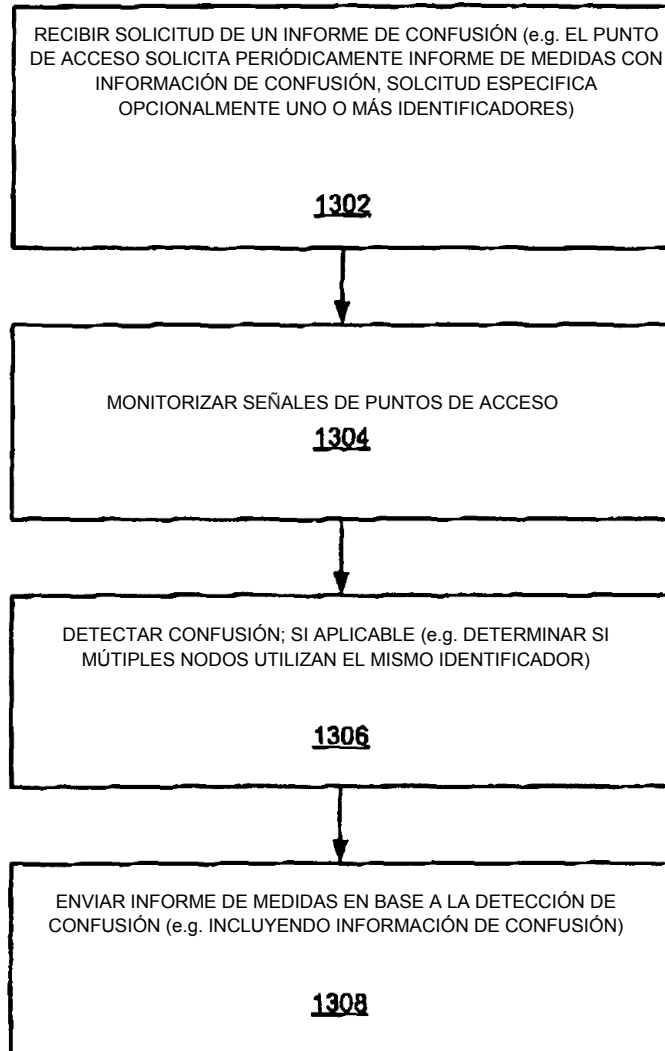 RECIBIR SOLICITUD DE UN INFORME DE CONFUSIÓN (e.g. EL PUNTO
DE ACCESO SOLICITA PERIÓDICAMENTE INFORME DE MEDIDAS CON
INFORMACIÓN DE CONFUSIÓN, SOLCITUD ESPECIFICA
OPCIONALMENTE UNO O MÁS IDENTIFICADORES)
1302
MONITORIZAR SEÑALES DE PUNTOS DE ACCESO
1304
DETECTAR CONFUSIÓN; SI APLICABLE (e.g. DETERMINAR SI
MÚTIPLES NODOS UTILIZAN EL MISMO IDENTIFICADOR)
1306
ENVIAR INFORME DE MEDIDAS EN BASE A LA DETECCIÓN DE
CONFUSIÓN (e.g. INCLUYENDO INFORMACIÓN DE CONFUSIÓN)
1308